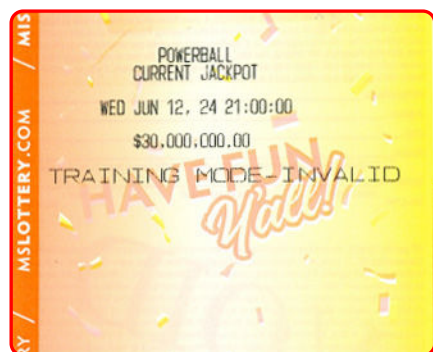 POWERBALL
CURRENT JACKPOT
WED JUN 12, 24 21:00:00
$30,000,000.00
TRAINING MODE-INVALID
HAVE FUN
Y'all!
/ MIS
MSLOTTERY.COM
RY /